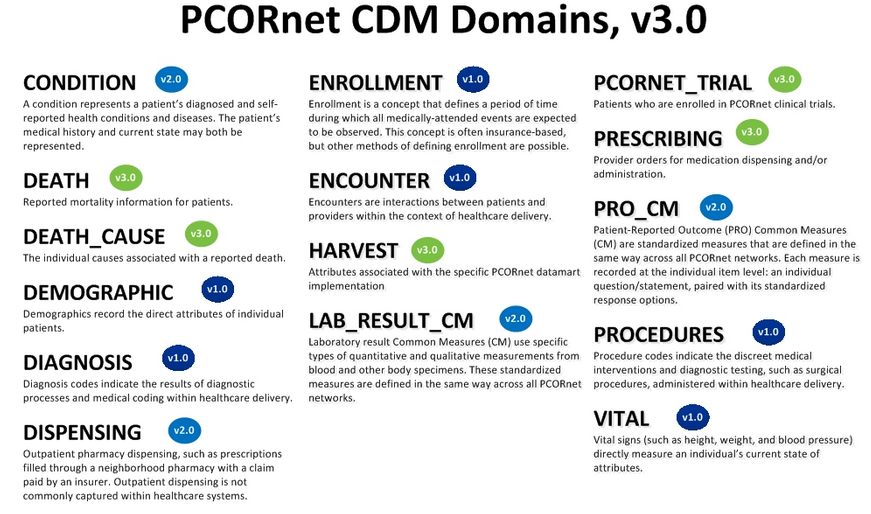 PCORnet CDM Domains, v3.0
CONDITION v2.0
A condition represents a patient's diagnosed and self-
reported health conditions and diseases. The patient's
medical history and current state may both be
represented.
DEATH v3.0
Reported mortality information for patients.
DEATH_CAUSE v3.0
The individual causes associated with a reported death.
DEMOGRAPHIC v1.0
Demographics record the direct attributes of individual
patients.
DIAGNOSIS v1.0
Diagnosis codes indicate the results of diagnostic
processes and medical coding within healthcare delivery.
DISPENSING v2.0
Outpatient pharmacy dispensing, such as prescriptions
filled through a neighborhood pharmacy with a claim
paid by an insurer. Outpatient dispensing is not
commonly captured within healthcare systems.
ENROLLMENT v1.0
Enrollment is a concept that defines a period of time
during which all medically-attended events are expected
to be observed. This concept is often insurance-based,
but other methods of defining enrollment are possible.
ENCOUNTER v1.0
Encounters are interactions between patients and
providers within the context of healthcare delivery.
HARVEST v3.0
Attributes associated with the specific PCORnet datamart
implementation
LAB_RESULT_CM v2.0
Laboratory result Common Measures (CM) use specific
types of quantitative and qualitative measurements from
blood and other body specimens. These standardized
measures are defined in the same way across all PCORnet
networks.
PCORNET_TRIAL v3.0
Patients who are enrolled in PCORnet clinical trials.
PRESCRIBING v3.0
Provider orders for medication dispensing and/or
administration.
PRO_CM v2.0
Patient-Reported Outcome (PRO) Common Measures
(CM) are standardized measures that are defined in the
same way across all PCORnet networks. Each measure is
recorded at the individual item level: an individual
question/statement, paired with its standardized
response options.
PROCEDURES v1.0
Procedure codes indicate the discreet medical
interventions and diagnostic testing, such as surgical
procedures, administered within healthcare delivery.
VITAL v1.0
Vital signs (such as height, weight, and blood pressure)
directly measure an individual's current state of
attributes.